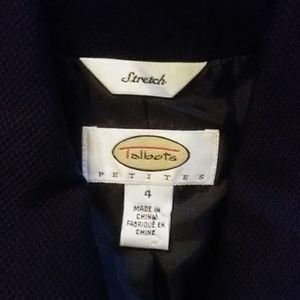 Stretch
Talbots
PETITES
4
MADE IN
CHINA
FABRIQUÉ EN
CHINE